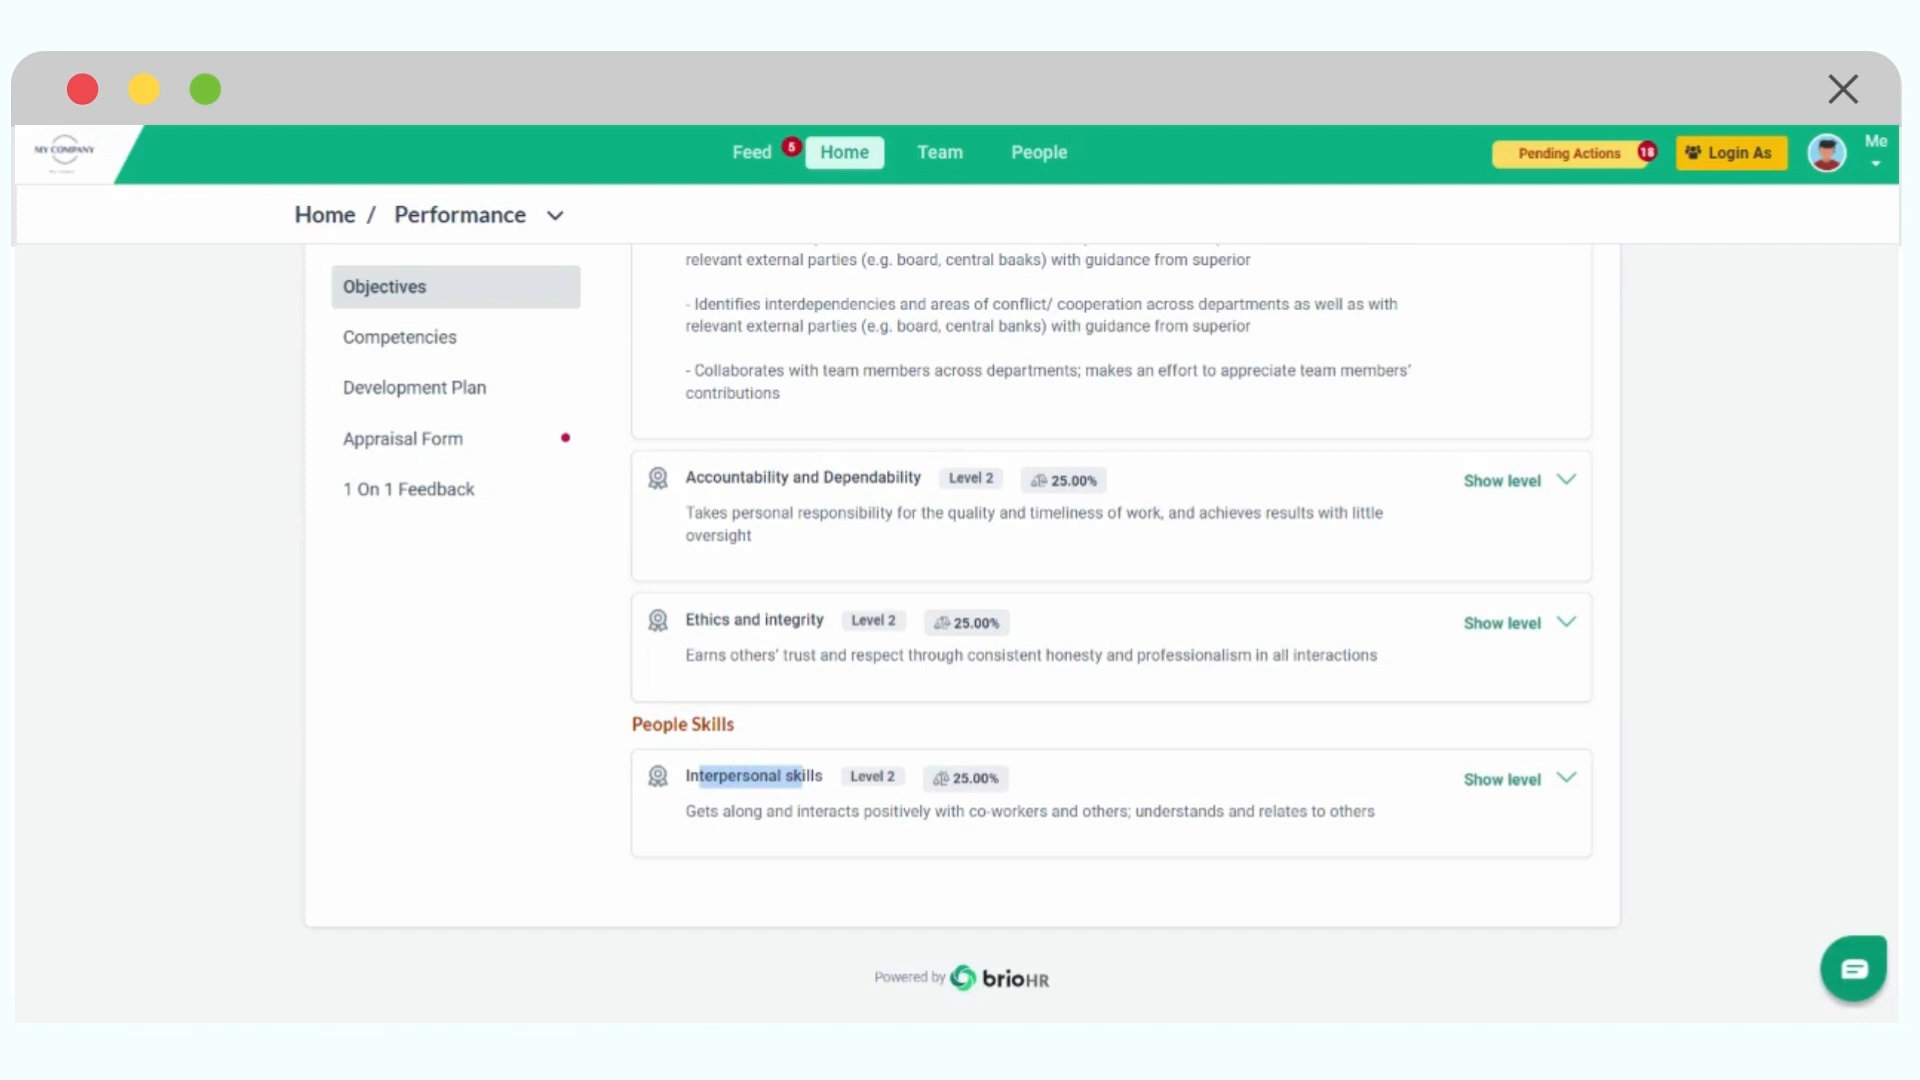 MY COMPANY
Feed 5 Home Team People Pending Actions 18 Login As Me
Home / Performance
Objectives
Competencies
Development Plan
Appraisal Form
1 On 1 Feedback
relevant external parties (e.g. board, central baaks) with guidance from superior
- Identifies interdependencies and areas of conflict/ cooperation across departments as well as with
relevant external parties (e.g. board, central banks) with guidance from superior
- Collaborates with team members across departments; makes an effort to appreciate team members'
contributions
Accountability and Dependability Level 2 25.00% Show level
Takes personal responsibility for the quality and timeliness of work, and achieves results with little
oversight
Ethics and integrity Level 2 25.00% Show level
Earns others' trust and respect through consistent honesty and professionalism in all interactions
People Skills
Interpersonal skills Level 2 25.00% Show level
Gets along and interacts positively with co-workers and others; understands and relates to others
Powered by brioHR